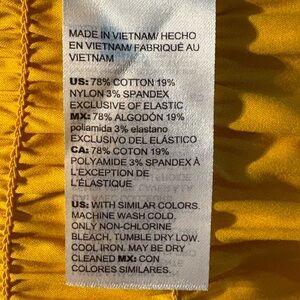 MADE IN VIETNAM/ HECHO
EN VIETNAM/ FABRIQUÉ AU
VIETNAM
US: 78% COTTON 19%
NYLON 3% SPANDEX
EXCLUSIVE OF ELASTIC
MX: 78% ALGODÓN 19%
poliamida 3% elastano
EXCLUSIVO DEL ELÁSTICO
CA: 78% COTON 19%
POLYAMIDE 3% SPANDEX
À L'EXCEPTION DE
L'ÉLASTIQUE
US: WITH SIMILAR COLORS.
MACHINE WASH COLD.
ONLY NON-CHLORINE
BLEACH. TUMBLE DRY LOW.
COOL IRON. MAY BE DRY
CLEANED MX: CON
COLORES SIMILARES.